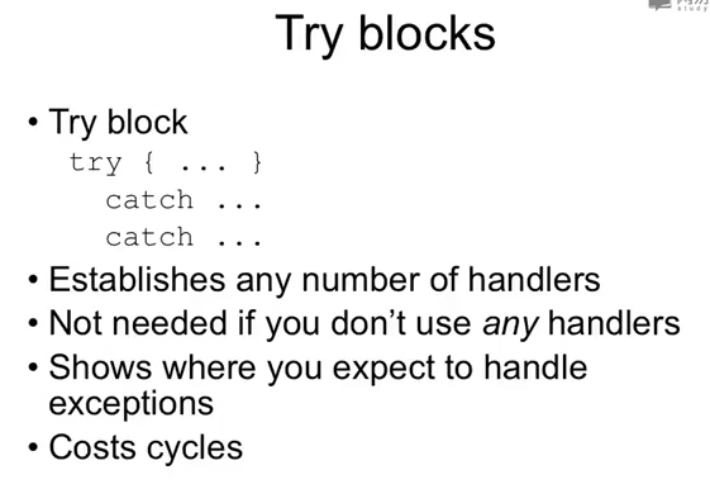 Try blocks
• Try block
try { ... }
catch ...
catch ...
• Establishes any number of handlers
• Not needed if you don’t use any handlers
• Shows where you expect to handle
exceptions
• Costs cycles
study